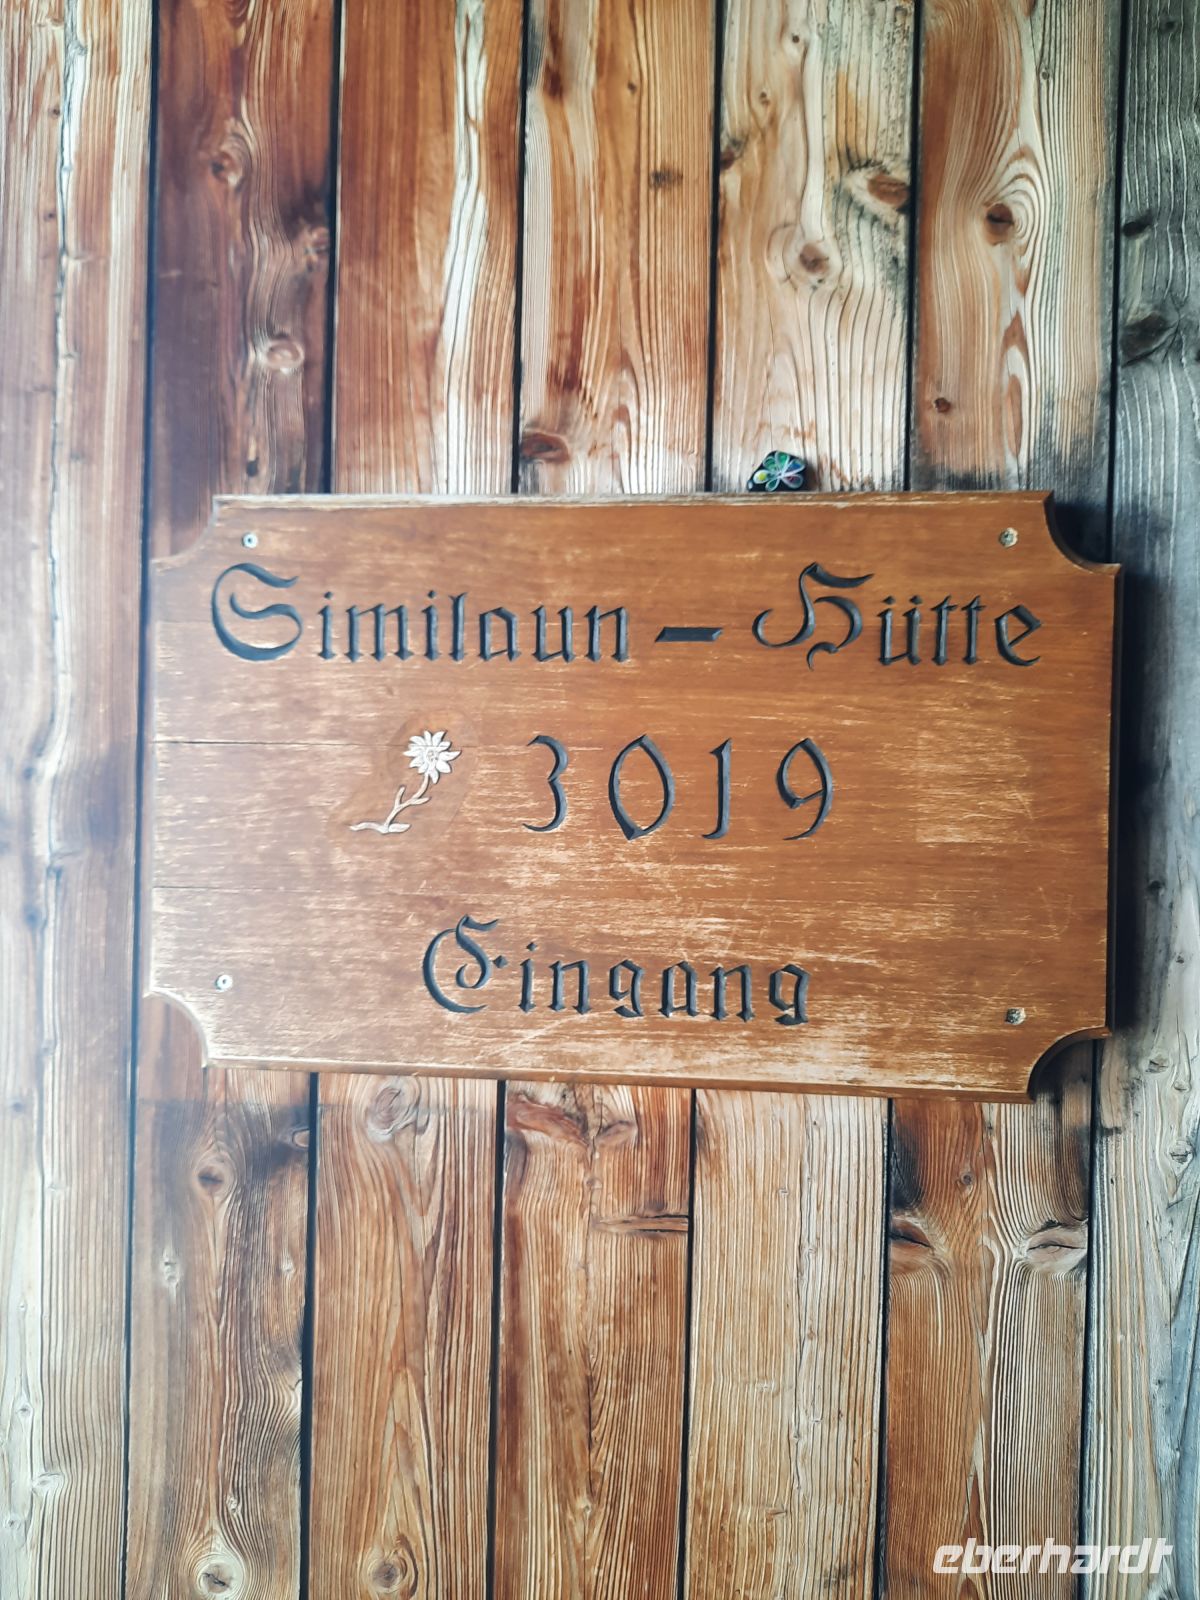 Similaun - Hütte
3019
Eingang
eberhardt